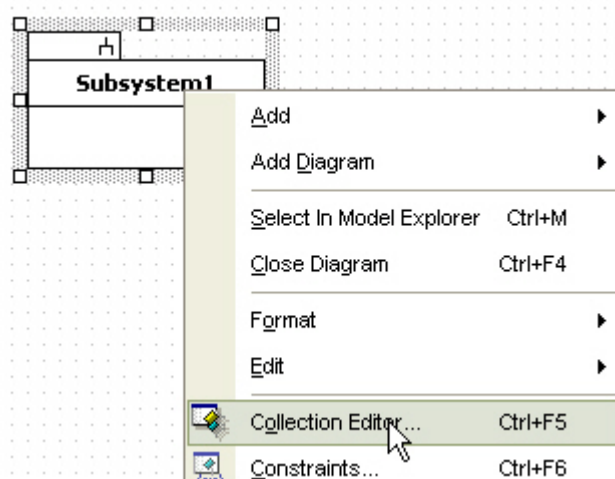 Subsystem1
Add
Add Diagram
Select In Model Explorer Ctrl+M
Close Diagram Ctrl+F4
Format
Edit
Collection Editor... Ctrl+F5
Constraints... Ctrl+F6